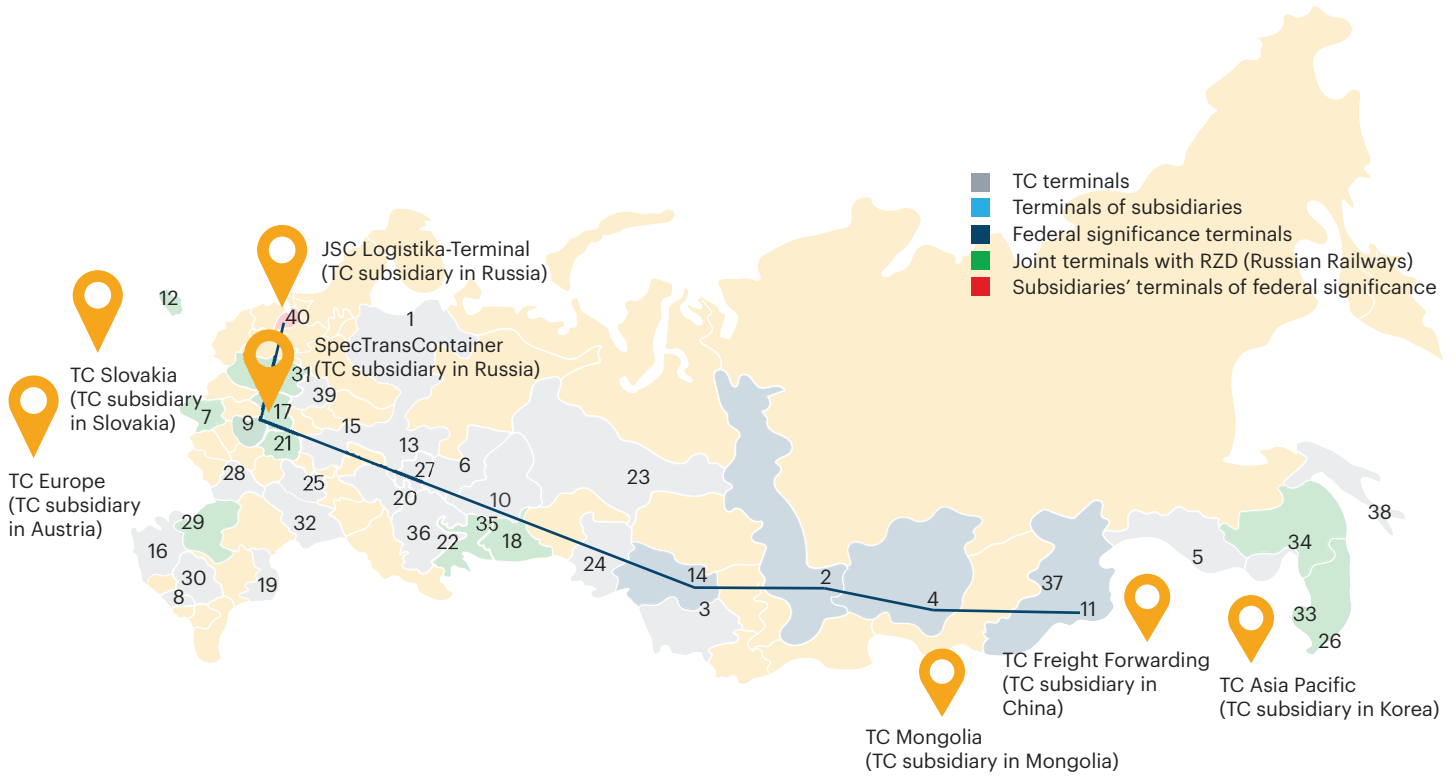 TC terminals
Terminals of subsidiaries
Federal significance terminals
Joint terminals with RZD (Russian Railways)
Subsidiaries’ terminals of federal significance
JSC Logistika-Terminal
(TC subsidiary in Russia)
12
40
1
SpecTransContainer
(TC subsidiary in Russia)
TC Slovakia
(TC subsidiary
in Slovakia)
31
39
7
17
9
15
21
13
TC Europe
(TC subsidiary
in Austria)
28
25
27
6
23
20
10
29
32
36
35
22
18
38
16
30
8
19
24
14
3
2
4
37
11
5
34
33
26
TC Freight Forwarding
(TC subsidiary in
China)
TC Asia Pacific
(TC subsidiary in Korea)
TC Mongolia
(TC subsidiary in Mongolia)